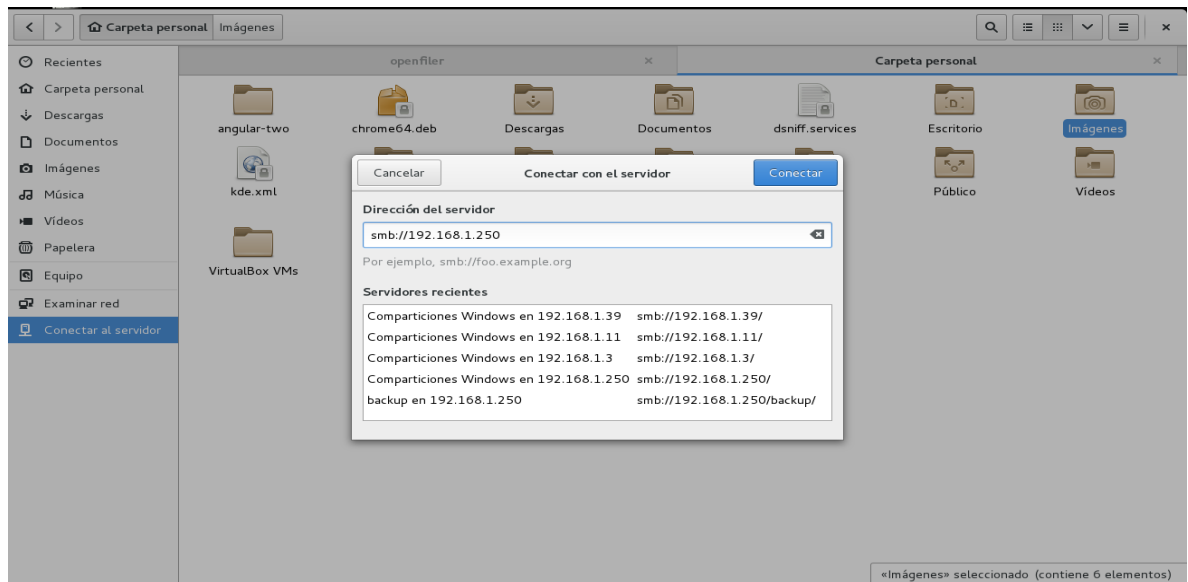 Carpeta personal Imágenes
Recientes
Carpeta personal
Descargas
Documentos
Imágenes
Música
Vídeos
Papelera
Equipo
Examinar red
Conectar al servidor
openfiler Carpeta personal
angular-two chrome64.deb Descargas Documentos dsniff.services Escritorio Imágenes
kde.xml Público Vídeos
VirtualBox VMs
Cancelar Conectar con el servidor Conectar
Dirección del servidor
smb://192.168.1.250
Por ejemplo, smb://foo.example.org
Servidores recientes
Comparticiones Windows en 192.168.1.39 smb://192.168.1.39/
Comparticiones Windows en 192.168.1.11 smb://192.168.1.11/
Comparticiones Windows en 192.168.1.3 smb://192.168.1.3/
Comparticiones Windows en 192.168.1.250 smb://192.168.1.250/
backup en 192.168.1.250 smb://192.168.1.250/backup/
«Imágenes» seleccionado (contiene 6 elementos)